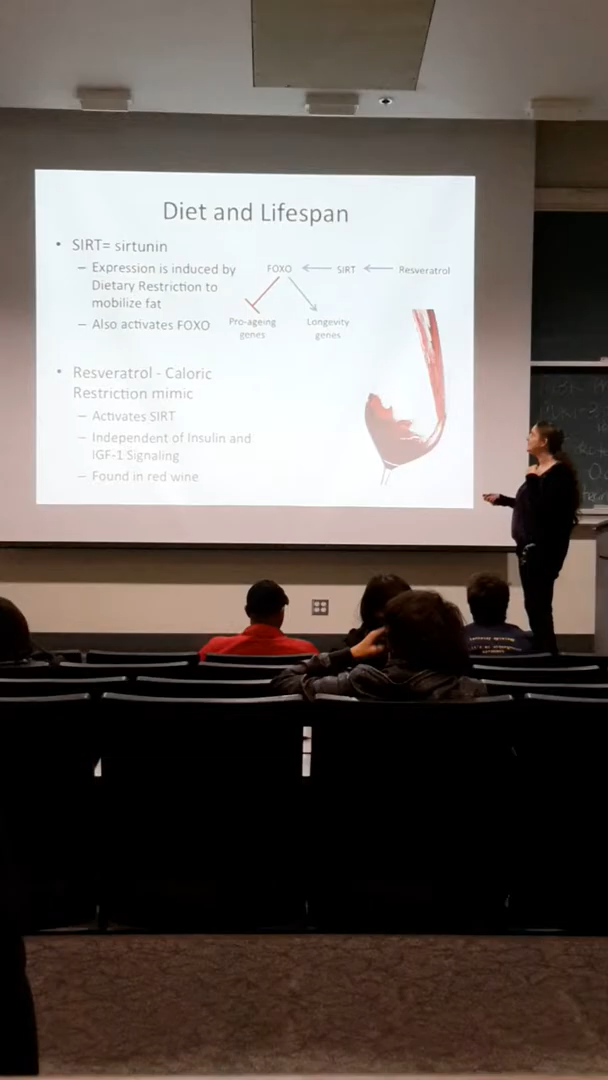 Diet and Lifespan
• SIRT= sirtunin
– Expression is induced by
Dietary Restriction to
mobilize fat
– Also activates FOXO
FOXO SIRT Resveratrol
Pro-ageing
genes
Longevity
genes
• Resveratrol - Caloric
Restriction mimic
– Activates SIRT
– Independent of Insulin and
IGF-1 Signaling
– Found in red wine